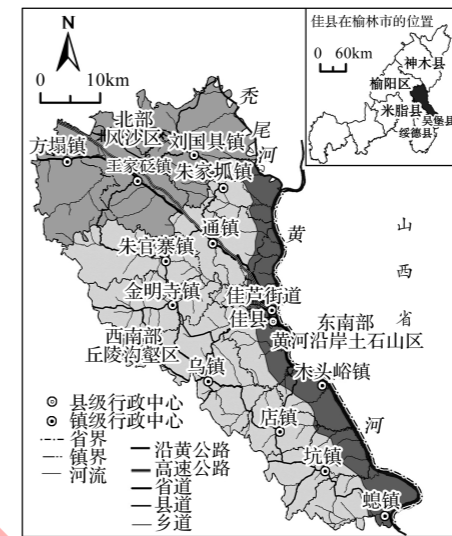 N
0 10km
佳县在榆林市的位置
0 60km
神木县
榆阳区
米脂县
吴堡县
绥德县
秃
尾
河
北部
风沙区
方塌镇
刘国具镇
王家砭镇
朱家坬镇
黄
通镇
朱官寨镇
山
西
省
金明寺镇
佳芦街道
佳县
东南部
黄河沿岸土石山区
西南部
丘陵沟壑区
乌镇
木头峪镇
河
店镇
坑镇
螅镇
县级行政中心
镇级行政中心
省界
镇界
河流
沿黄公路
高速公路
省道
县道
乡道